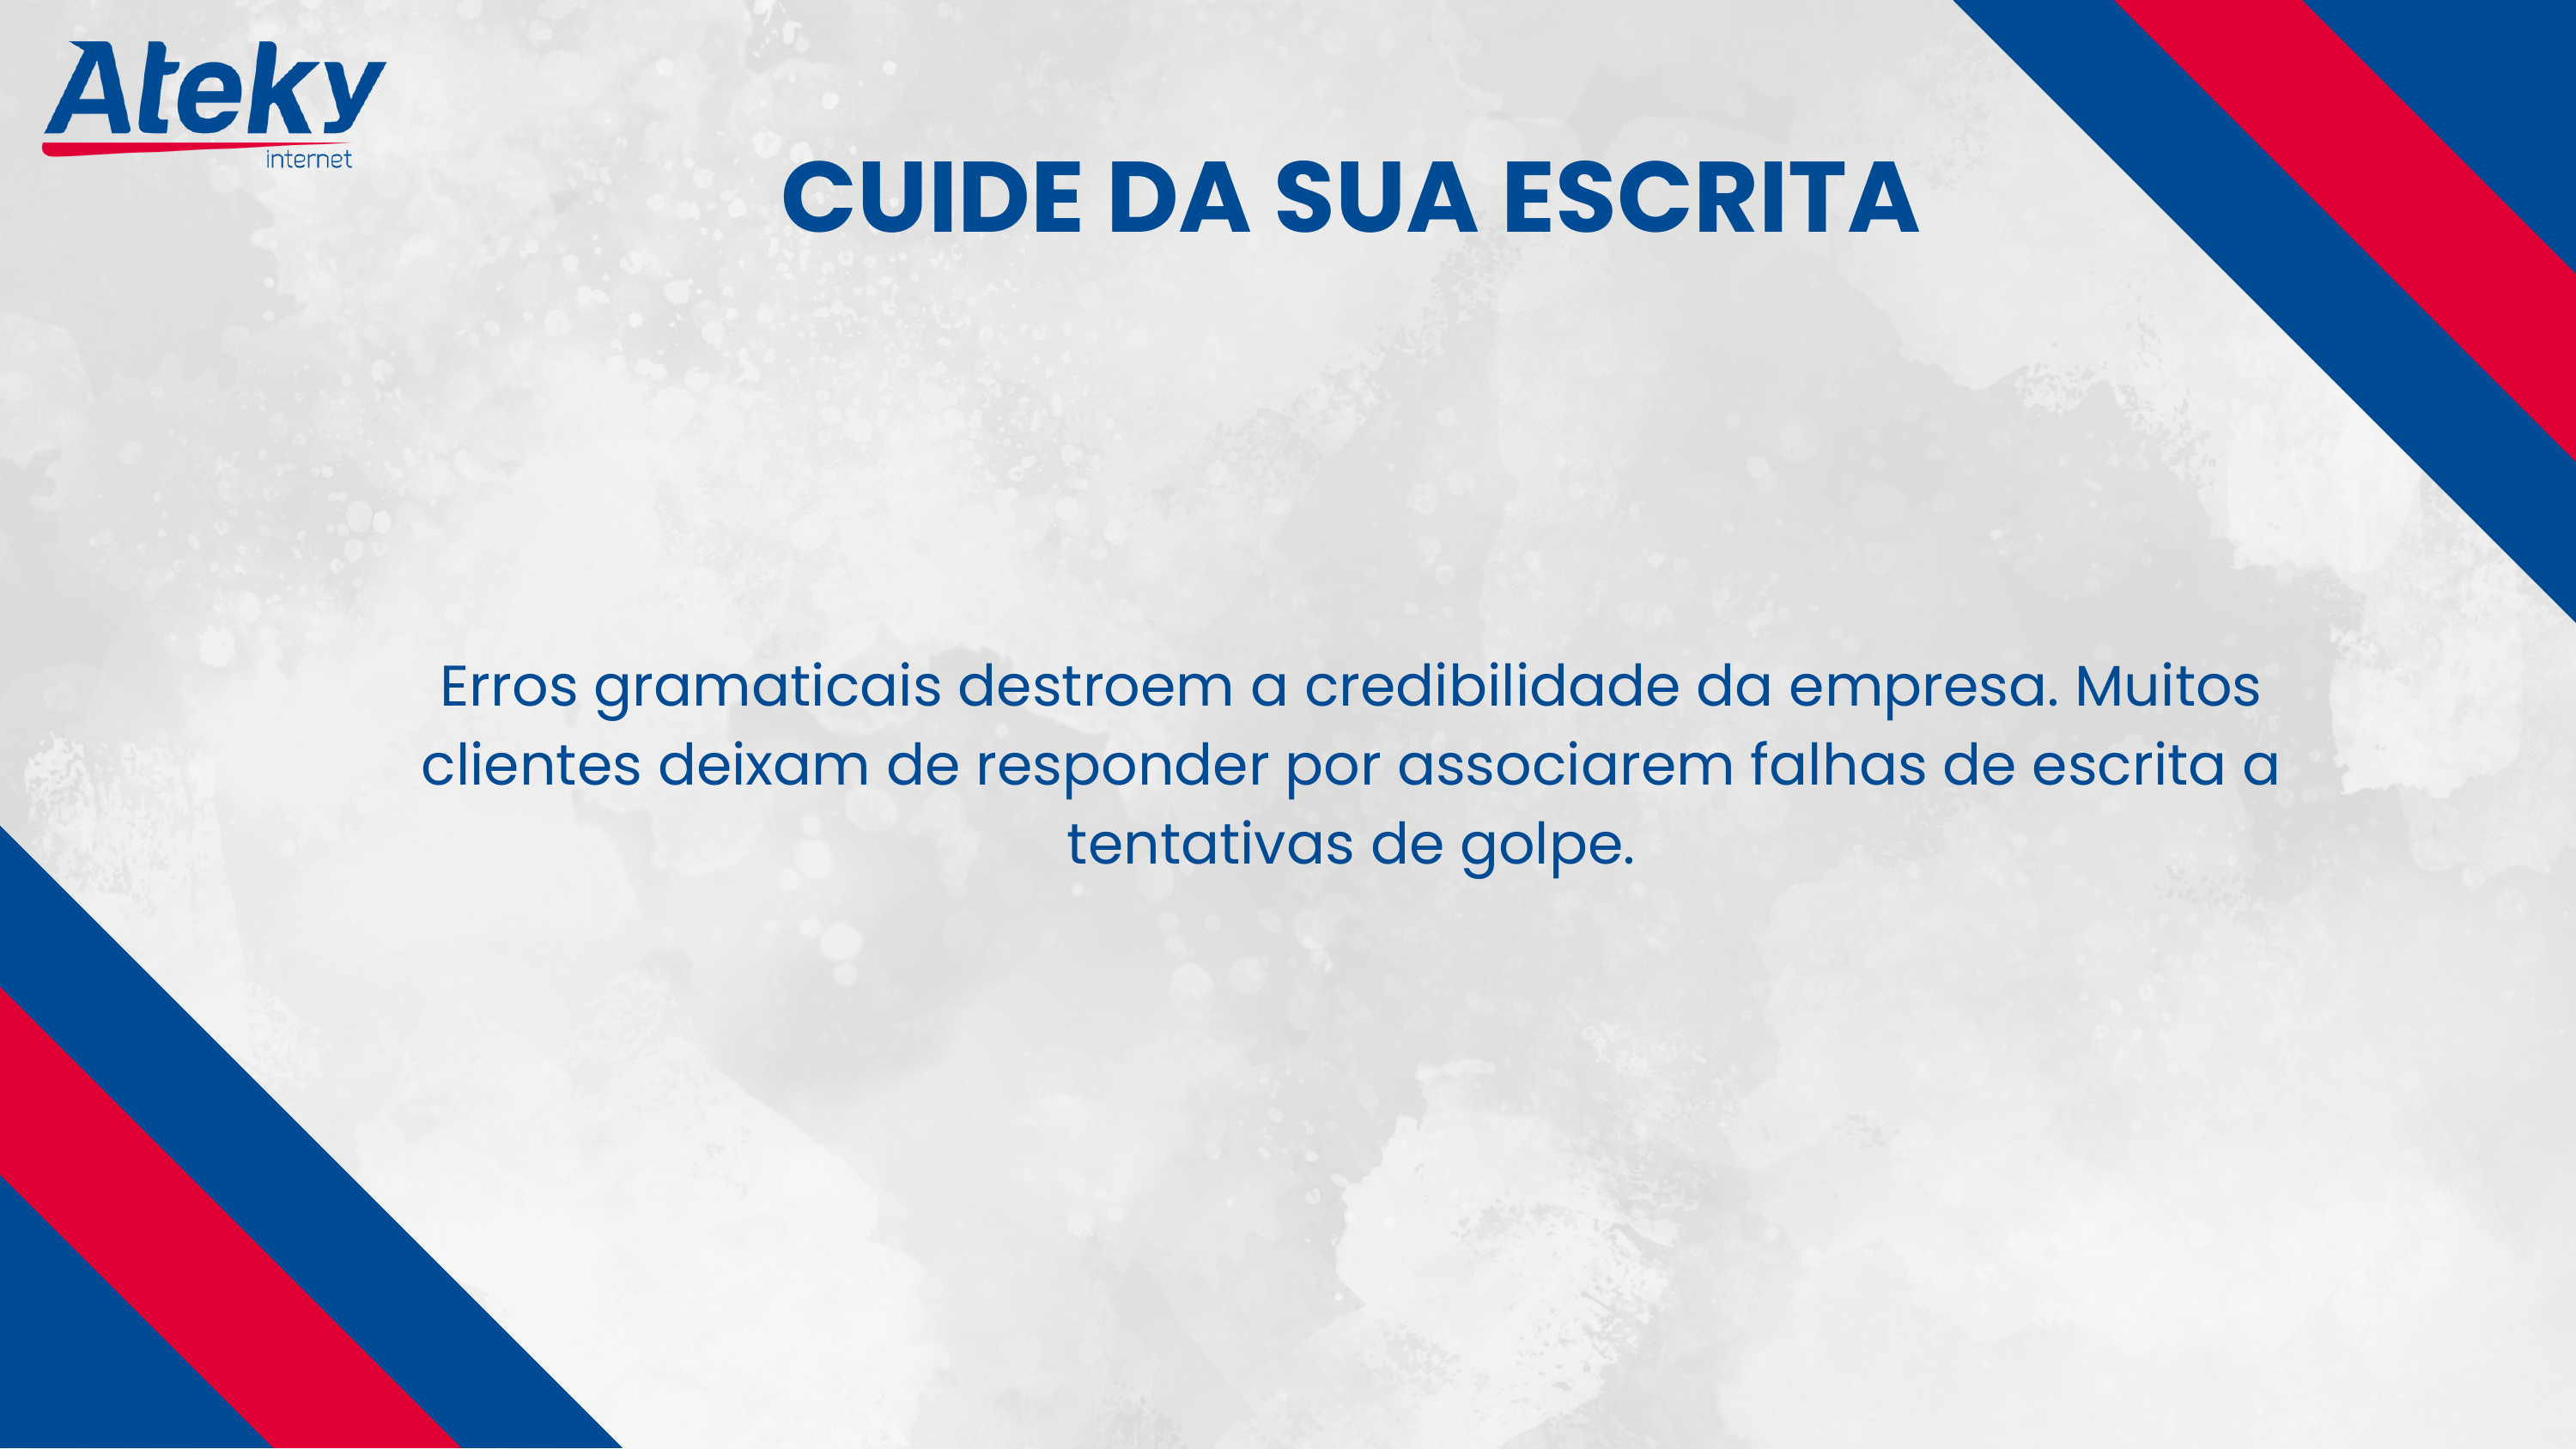 Ateky
internet
CUIDE DA SUA ESCRITA
Erros gramaticais destroem a credibilidade da empresa. Muitos
clientes deixam de responder por associarem falhas de escrita a
tentativas de golpe.